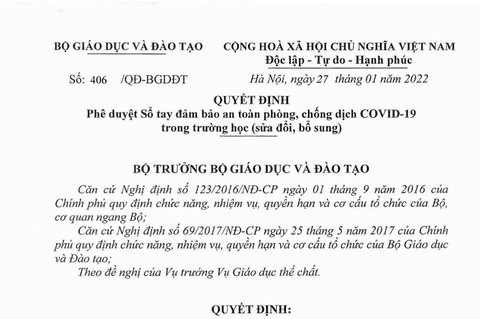 BỘ GIÁO DỤC VÀ ĐÀO TẠO
CỘNG HOÀ XÃ HỘI CHỦ NGHĨA VIỆT NAM
Độc lập - Tự do - Hạnh phúc
Số: 406 /QĐ-BGDĐT
Hà Nội, ngày 27 tháng 01 năm 2022
QUYẾT ĐỊNH
Phê duyệt Sổ tay đảm bảo an toàn phòng, chống dịch COVID-19
trong trường học (sửa đổi, bổ sung)
BỘ TRƯỞNG BỘ GIÁO DỤC VÀ ĐÀO TẠO
Căn cứ Nghị định số 123/2016/NĐ-CP ngày 01 tháng 9 năm 2016 của
Chính phủ quy định chức năng, nhiệm vụ, quyền hạn và cơ cấu tổ chức của Bộ,
cơ quan ngang Bộ;
Căn cứ Nghị định số 69/2017/NĐ-CP ngày 25 tháng 5 năm 2017 của Chính
phủ quy định chức năng, nhiệm vụ, quyền hạn và cơ cấu tổ chức của Bộ Giáo dục
và Đào tạo;
Theo đề nghị của Vụ trưởng Vụ Giáo dục thể chất.
QUYẾT ĐỊNH: